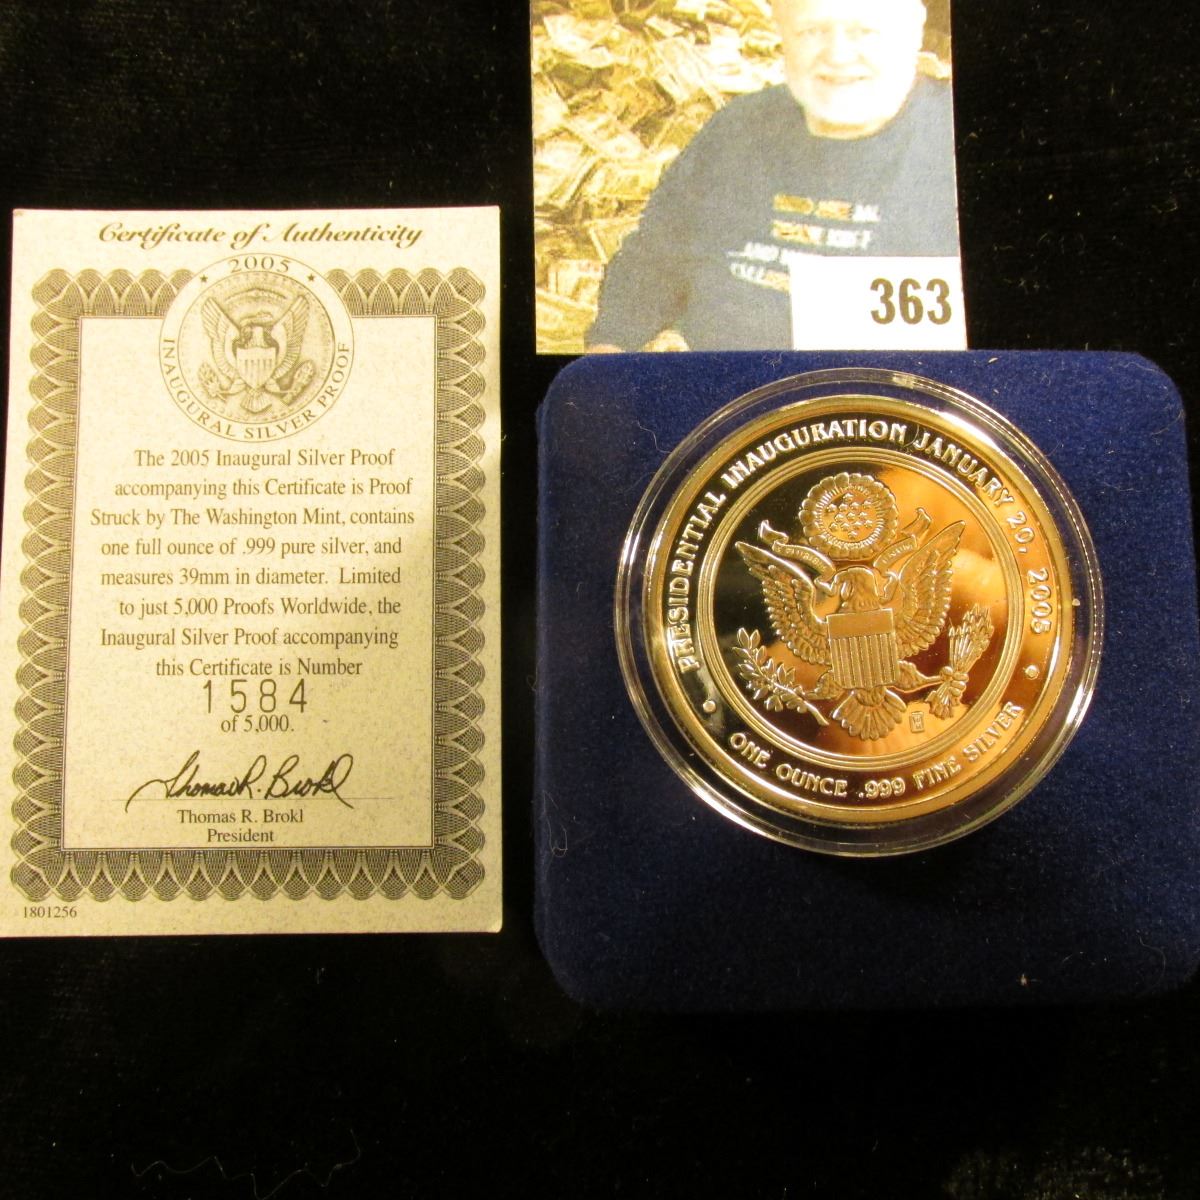 Certificate of Authenticity
★ 2005 ★
INAUGURAL SILVER PROOF
The 2005 Inaugural Silver Proof
accompanying this Certificate is Proof
Struck by The Washington Mint, contains
one full ounce of .999 pure silver, and
measures 39mm in diameter. Limited
to just 5,000 Proofs Worldwide, the
Inaugural Silver Proof accompanying
this Certificate is Number
1584
of 5,000.
Thomas R. Brokl
Thomas R. Brokl
President
1801256
363
PRESIDENTIAL INAUGURATION JANUARY 20, 2005
ONE OUNCE .999 FINE SILVER